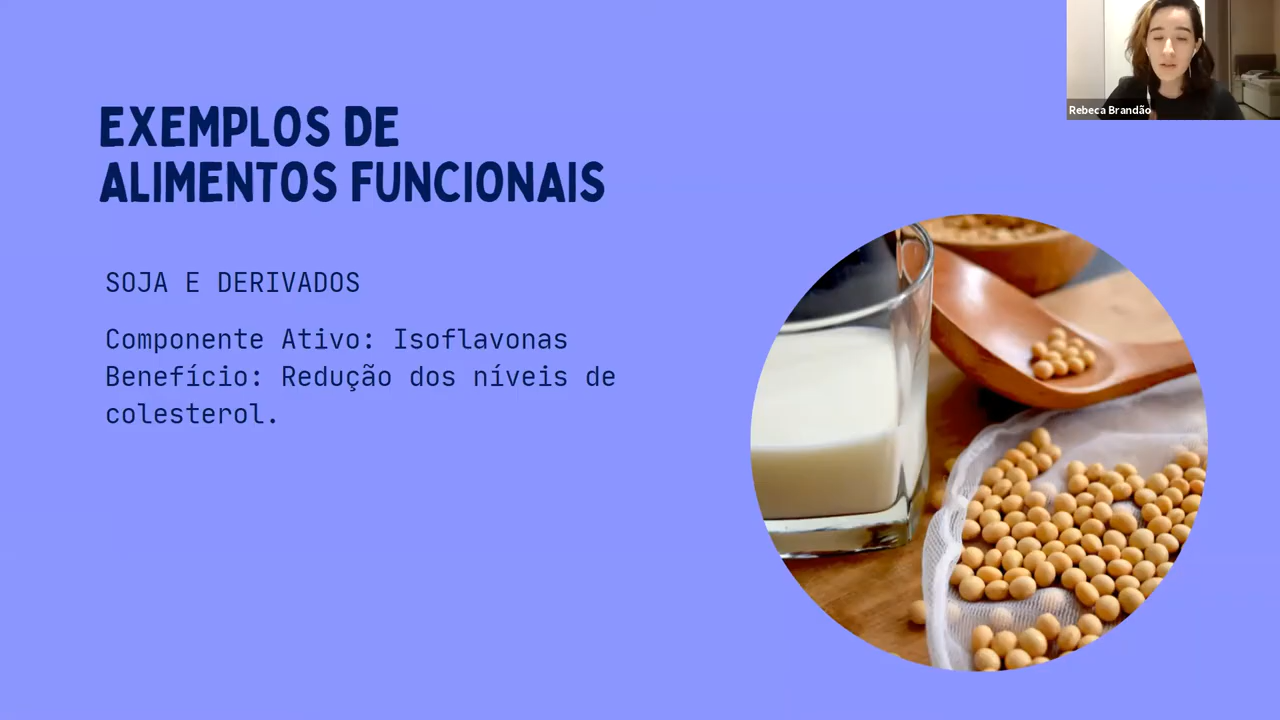 EXEMPLOS DE
ALIMENTOS FUNCIONAIS
SOJA E DERIVADOS
Componente Ativo: Isoflavonas
Benefício: Redução dos níveis de
colesterol.
Rebeca Brandão